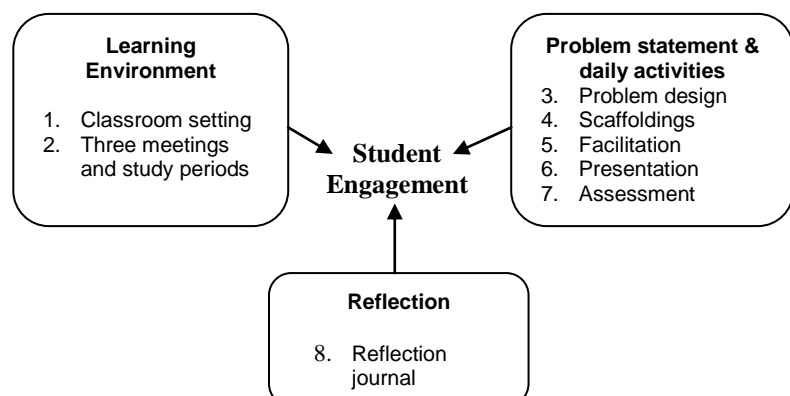 Learning
Environment
1. Classroom setting
2. Three meetings
and study periods
Problem statement &
daily activities
3. Problem design
4. Scaffoldings
5. Facilitation
6. Presentation
7. Assessment
Student
Engagement
Reflection
8. Reflection
journal